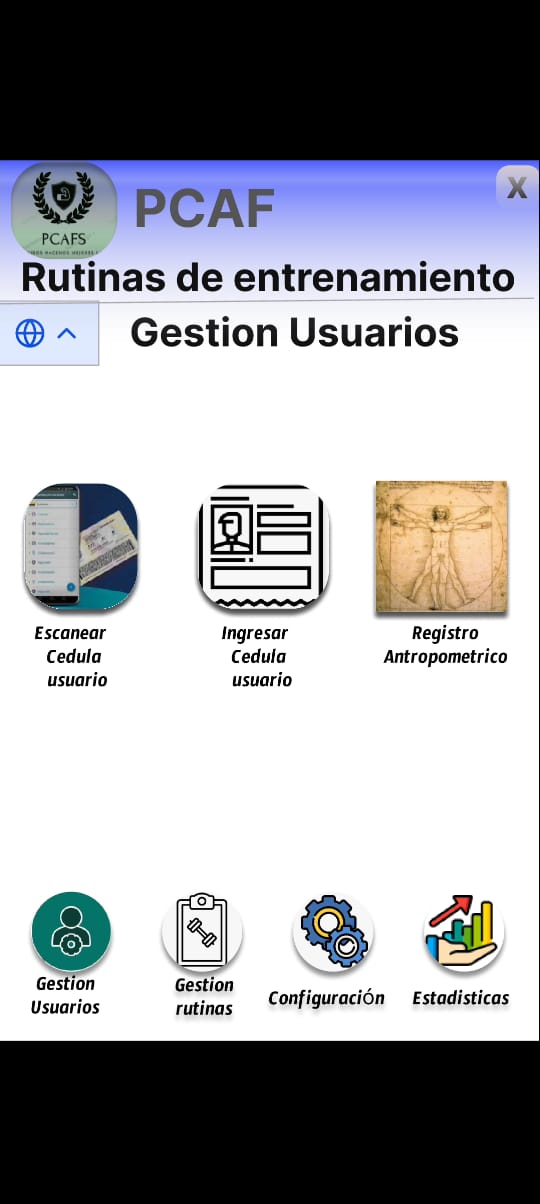 PCAFS
PCAF
X
Rutinas de entrenamiento
Gestion Usuarios
Escanear
Cedula
usuario
Ingresar
Cedula
usuario
Registro
Antropometrico
Gestion
Usuarios
Gestion
rutinas
Configuración
Estadisticas